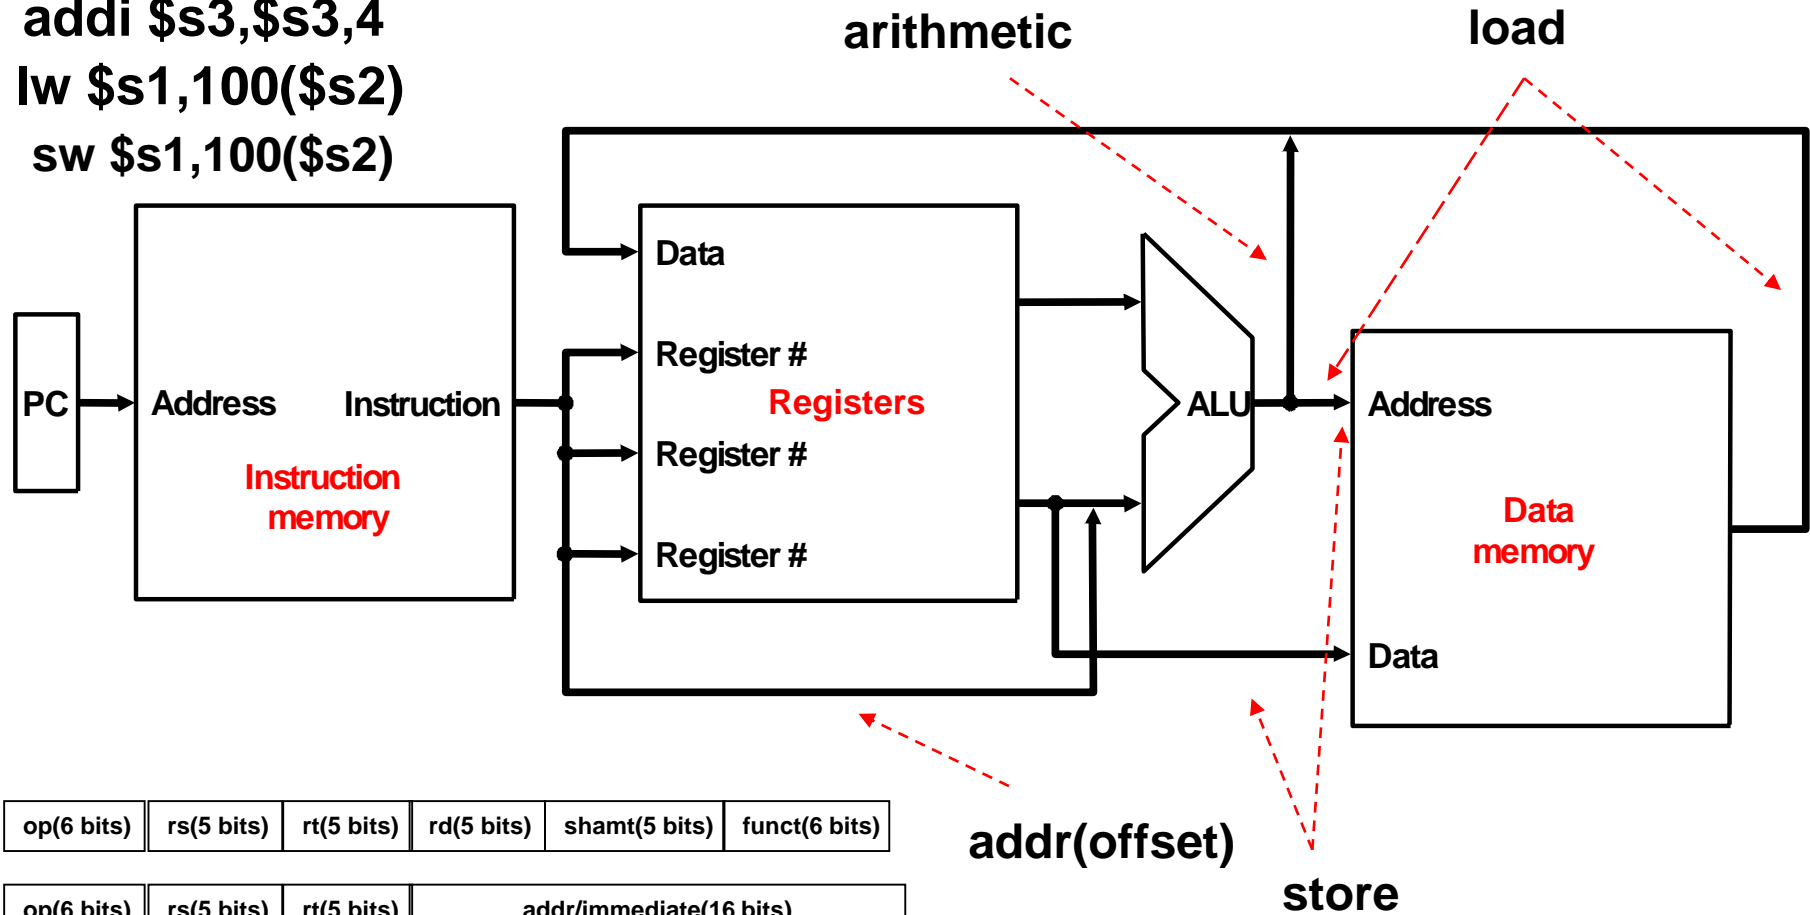 addi $s3,$s3,4
lw $s1,100($s2)
sw $s1,100($s2)
arithmetic
load
PC
Address
Instruction
Instruction
memory
Data
Register #
Registers
Register #
Register #
ALU
Address
Data
memory
Data
addr(offset)
store
op(6 bits) rs(5 bits) rt(5 bits) rd(5 bits) shamt(5 bits) funct(6 bits)
op(6 bits) rs(5 bits) rt(5 bits) addr/immediate(16 bits)